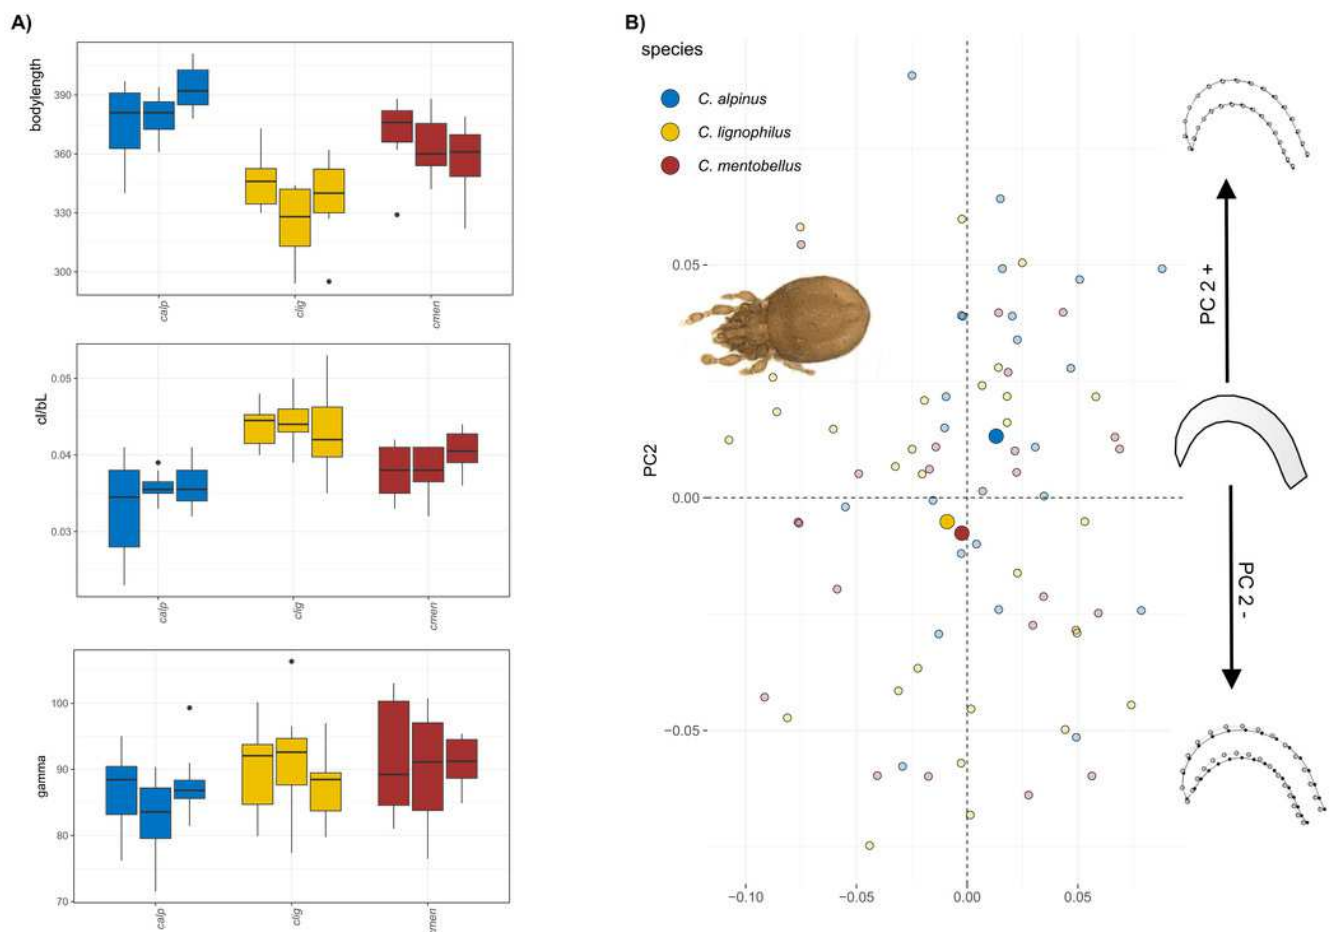 A)
bodylength
390
360
330
300
calp
clig
cmen
cl/bL
0.05
0.04
0.03
calp
clig
cmen
gamma
100
90
80
70
calp
clig
cmen
B)
species
C. alpinus
C. lignophilus
C. mentobellus
PC2
0.05
0.00
−0.05
−0.10
−0.05
0.00
0.05
PC 2 +
PC 2 -